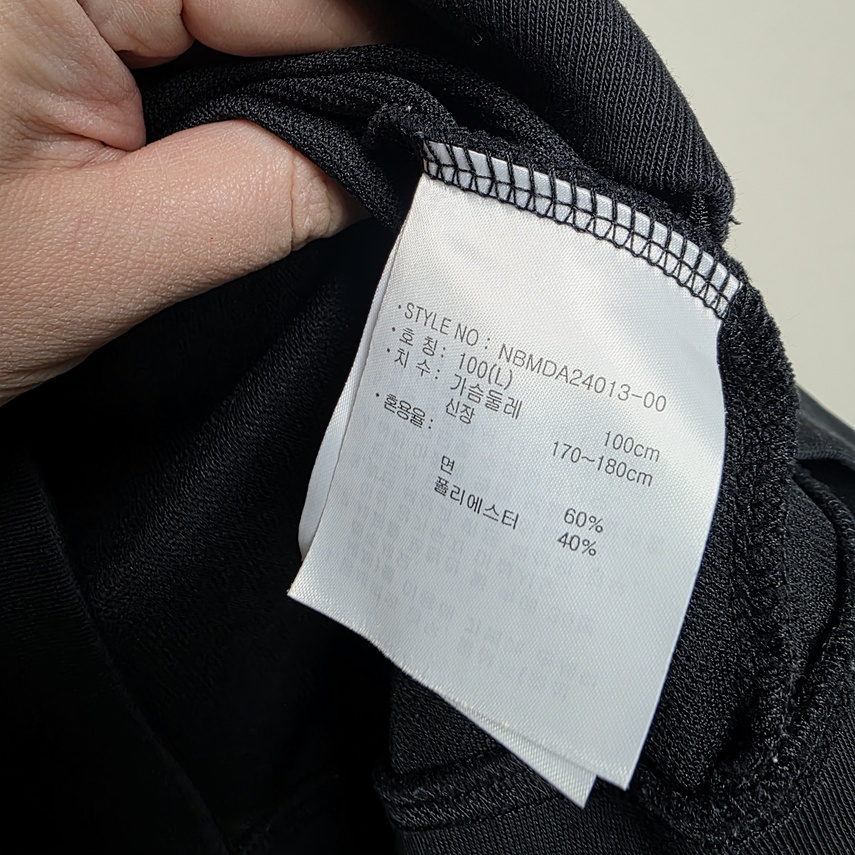 ·STYLE NO : NBMDA24013-00
·호 칭: 100(L)
·치 수: 가슴둘레 100cm
신장 170~180cm
·혼용율:
면 60%
폴리에스터 40%